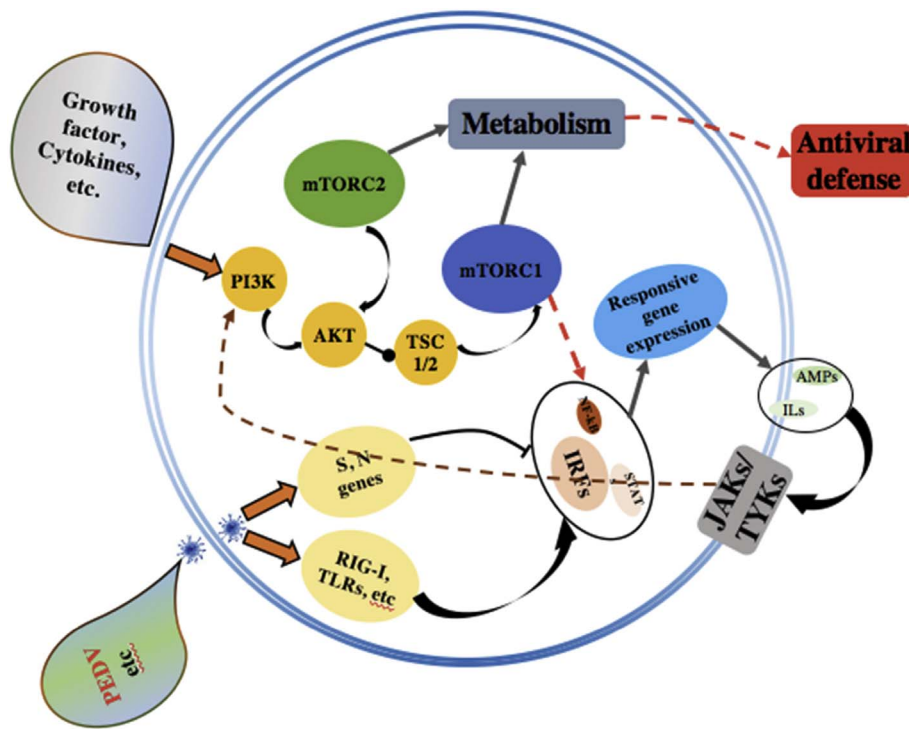 Growth
factor,
Cytokines,
etc.
Metabolism
Antiviral
defense
mTORC2
mTORC1
PI3K
AKT
TSC
1/2
Responsive
gene
expression
AMPs
ILs
NF-kB
IRFs
STAT
s
JAKs/
TYKs
S, N
genes
RIG-I,
TLRs, etc
PEDV
etc